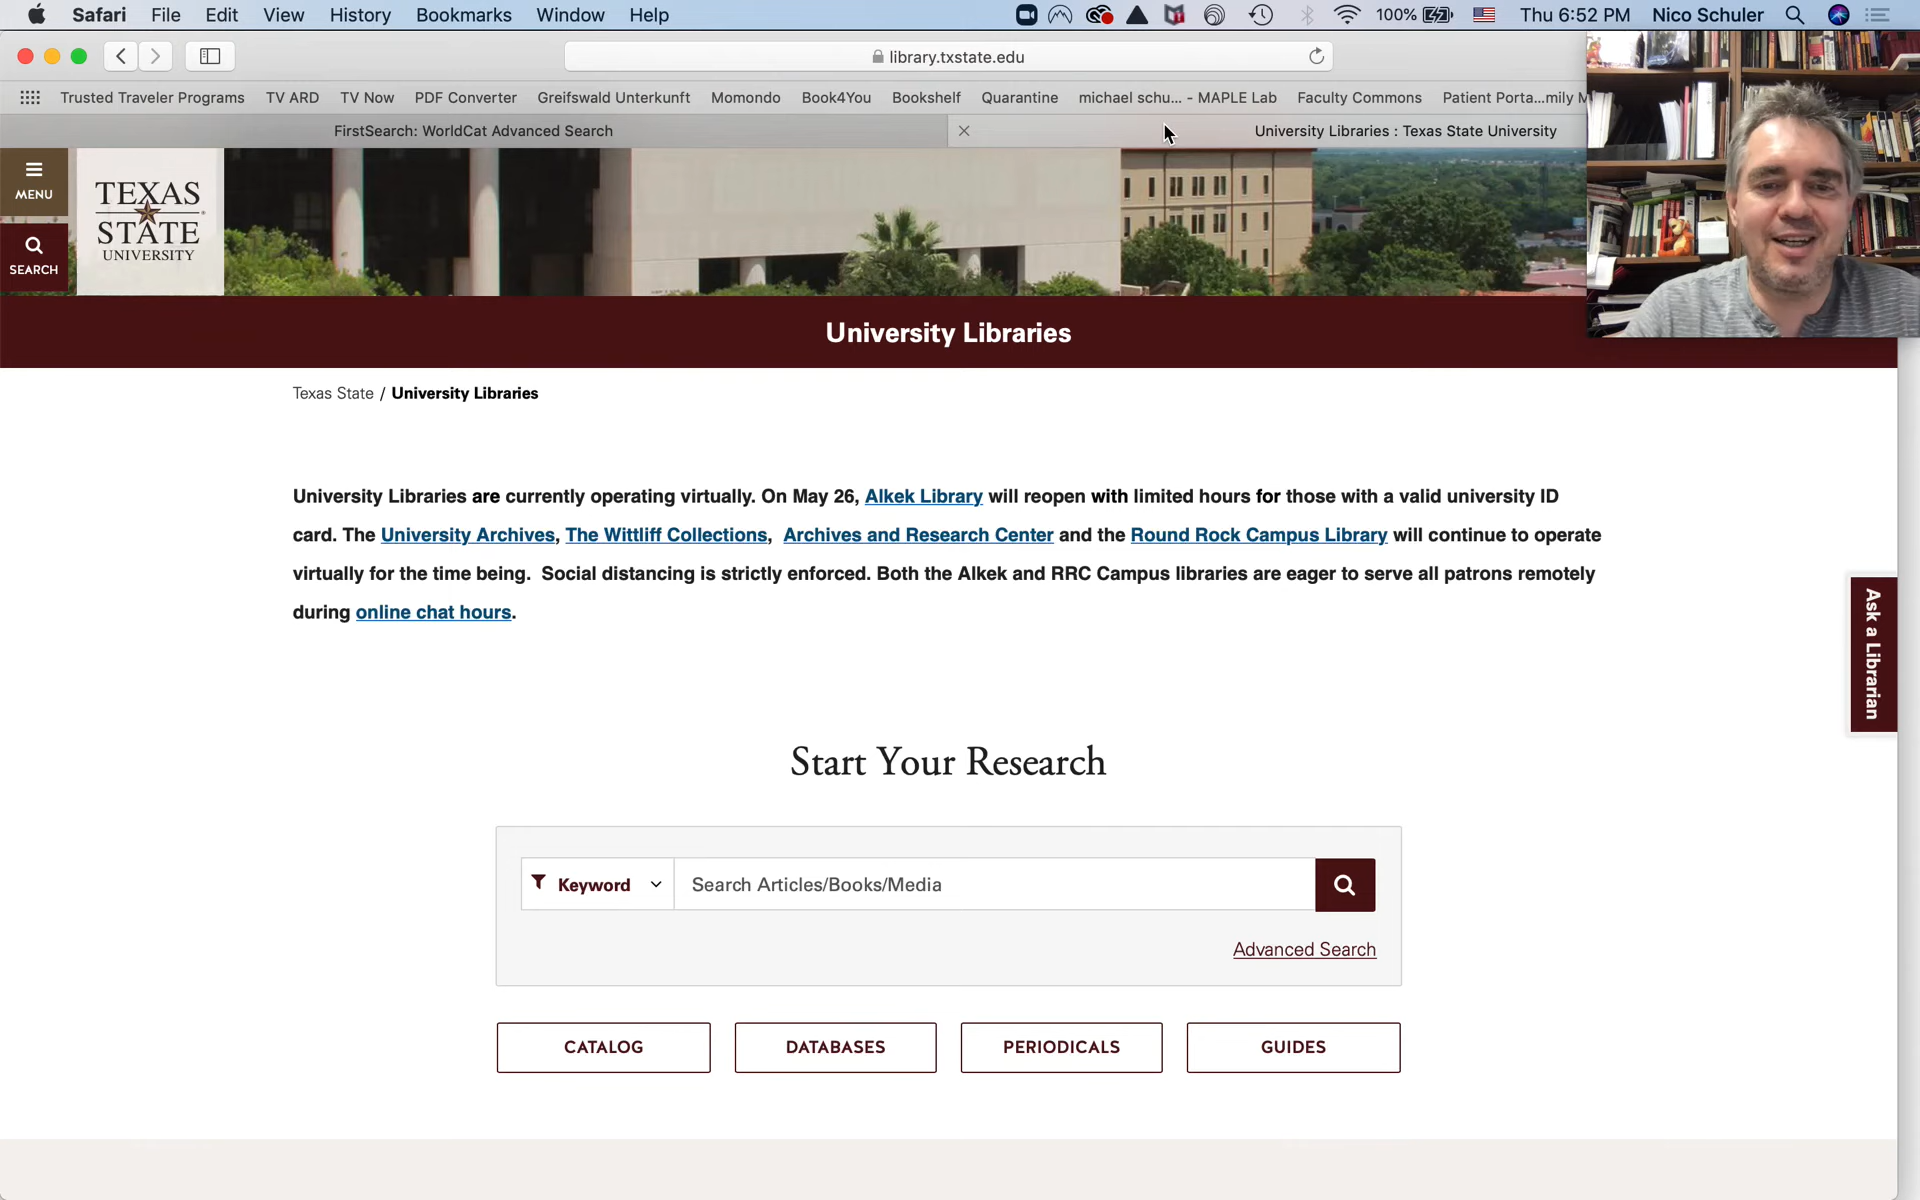 Safari File Edit View History Bookmarks Window Help 100% Thu 6:52 PM Nico Schuler
library.txstate.edu
Trusted Traveler Programs TV ARD TV Now PDF Converter Greifswald Unterkunft Momondo Book4You Bookshelf Quarantine michael schu... - MAPLE Lab Faculty Commons Patient Porta...mily M
FirstSearch: WorldCat Advanced Search University Libraries : Texas State University
MENU
SEARCH
TEXAS
STATE
UNIVERSITY
University Libraries
Texas State / University Libraries
University Libraries are currently operating virtually. On May 26, Alkek Library will reopen with limited hours for those with a valid university ID
card. The University Archives, The Wittliff Collections, Archives and Research Center and the Round Rock Campus Library will continue to operate
virtually for the time being. Social distancing is strictly enforced. Both the Alkek and RRC Campus libraries are eager to serve all patrons remotely
during online chat hours.
Ask a Librarian
Start Your Research
Keyword Search Articles/Books/Media
Advanced Search
CATALOG DATABASES PERIODICALS GUIDES